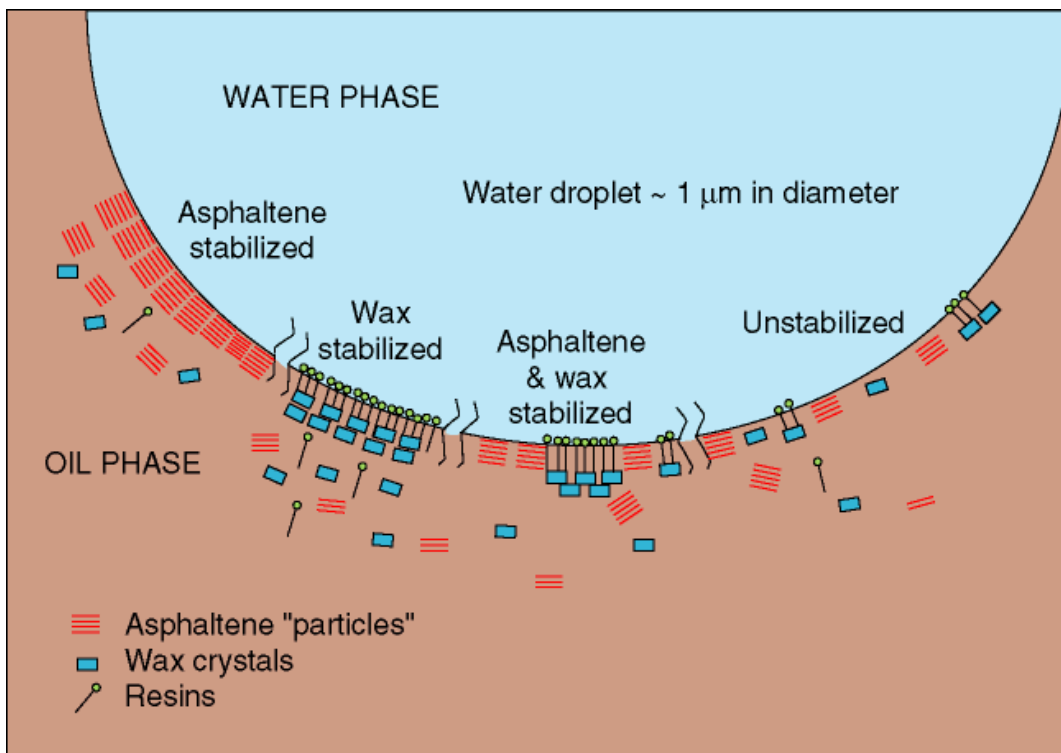 WATER PHASE
Water droplet ~ 1 μm in diameter
Asphaltene
stabilized
Wax
stabilized
Asphaltene
& wax
stabilized
Unstabilized
OIL PHASE
Asphaltene "particles"
Wax crystals
Resins